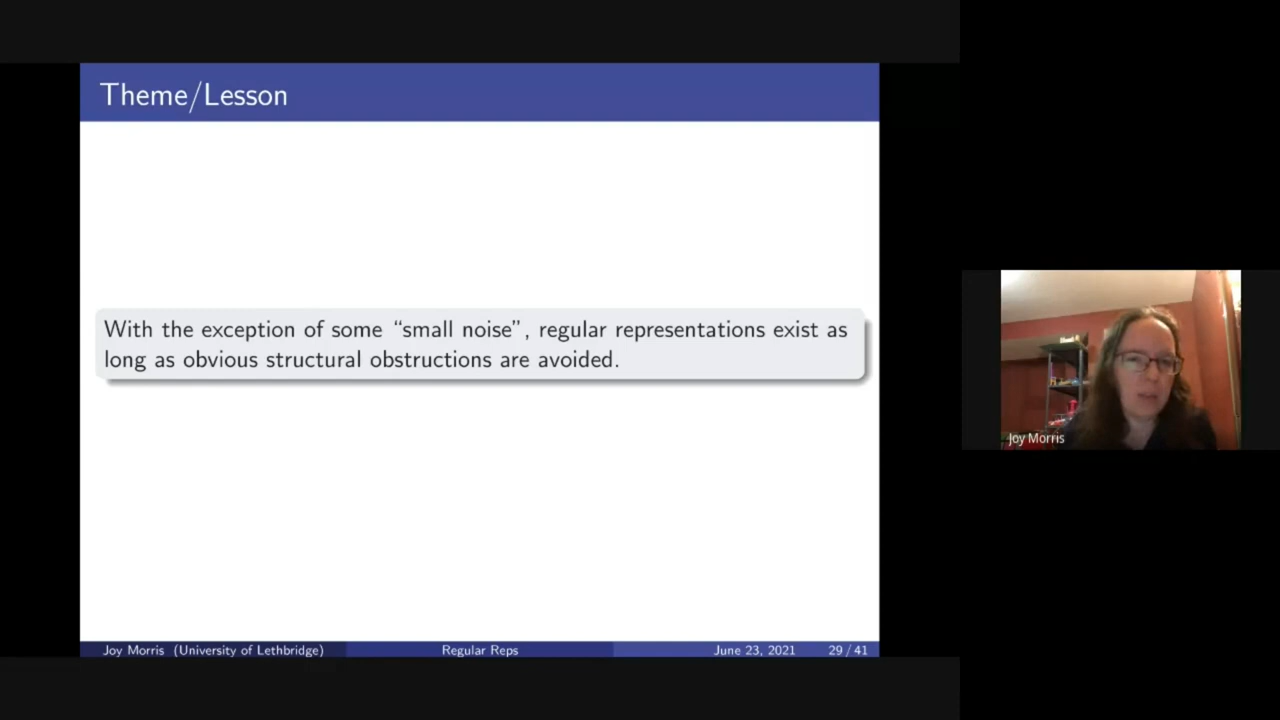 Theme/Lesson
With the exception of some “small noise”, regular representations exist as
long as obvious structural obstructions are avoided.
Joy Morris
Joy Morris (University of Lethbridge) Regular Reps June 23, 2021 29 / 41